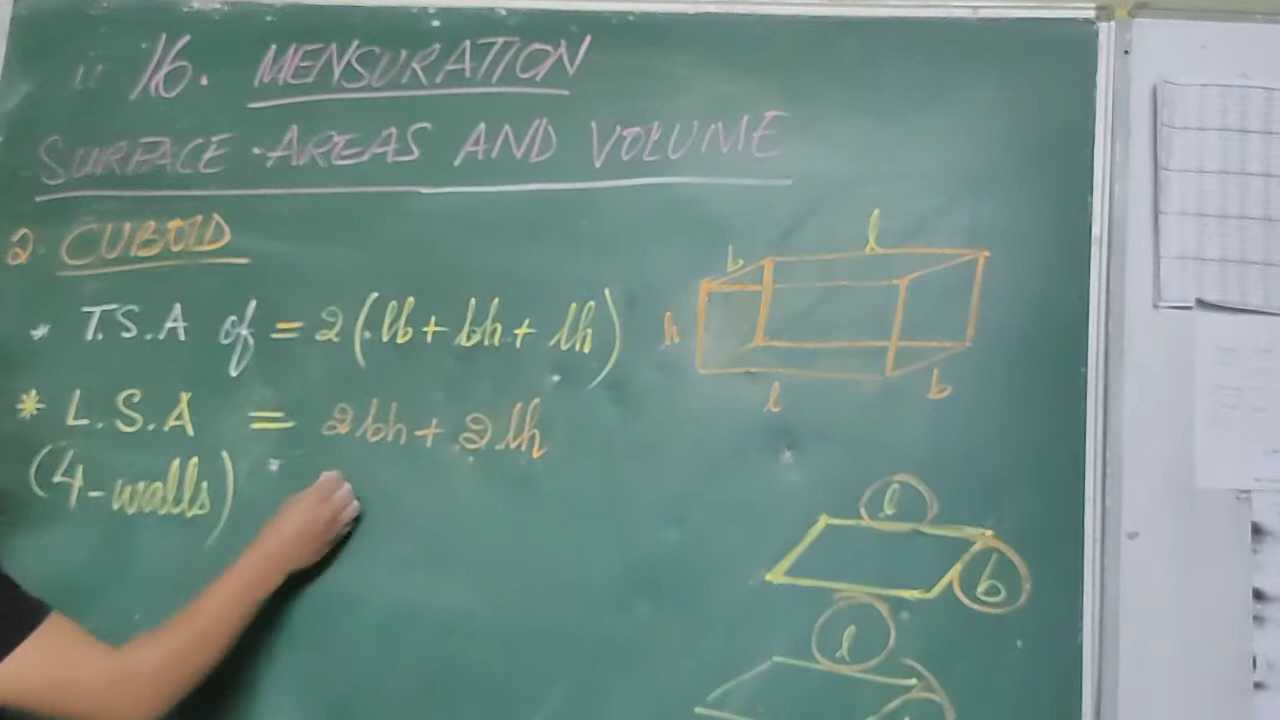 16. MENSURATION
SURFACE AREAS AND VOLUME
2. CUBOID
* T.S.A of = 2(lb+bh+lh)
* L.S.A = 2bh+2lh
(4-walls)
l
b
h
l
b
l
b
l